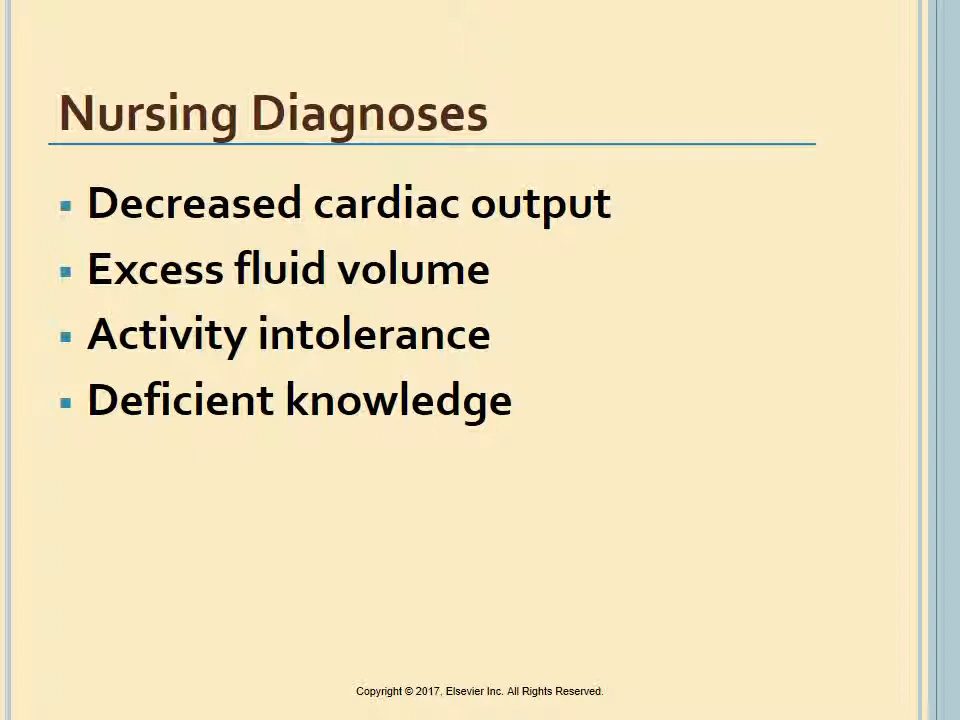 Nursing Diagnoses
▪ Decreased cardiac output
▪ Excess fluid volume
▪ Activity intolerance
▪ Deficient knowledge
Copyright © 2017, Elsevier Inc. All Rights Reserved.